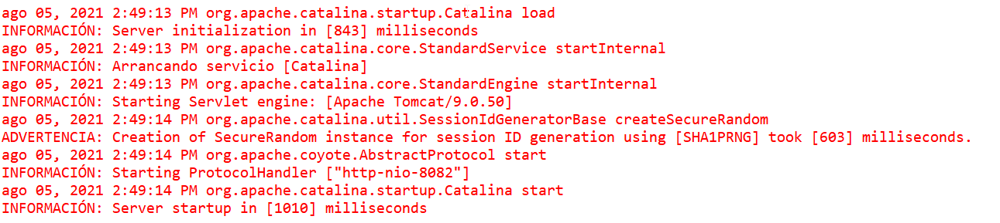 ago 05, 2021 2:49:13 PM org.apache.catalina.startup.Catalina load
INFORMACIÓN: Server initialization in [843] milliseconds
ago 05, 2021 2:49:13 PM org.apache.catalina.core.StandardService startInternal
INFORMACIÓN: Arrancando servicio [Catalina]
ago 05, 2021 2:49:13 PM org.apache.catalina.core.StandardEngine startInternal
INFORMACIÓN: Starting Servlet engine: [Apache Tomcat/9.0.50]
ago 05, 2021 2:49:14 PM org.apache.catalina.util.SessionIdGeneratorBase createSecureRandom
ADVERTENCIA: Creation of SecureRandom instance for session ID generation using [SHA1PRNG] took [603] milliseconds.
ago 05, 2021 2:49:14 PM org.apache.coyote.AbstractProtocol start
INFORMACIÓN: Starting ProtocolHandler ["http-nio-8082"]
ago 05, 2021 2:49:14 PM org.apache.catalina.startup.Catalina start
INFORMACIÓN: Server startup in [1010] milliseconds